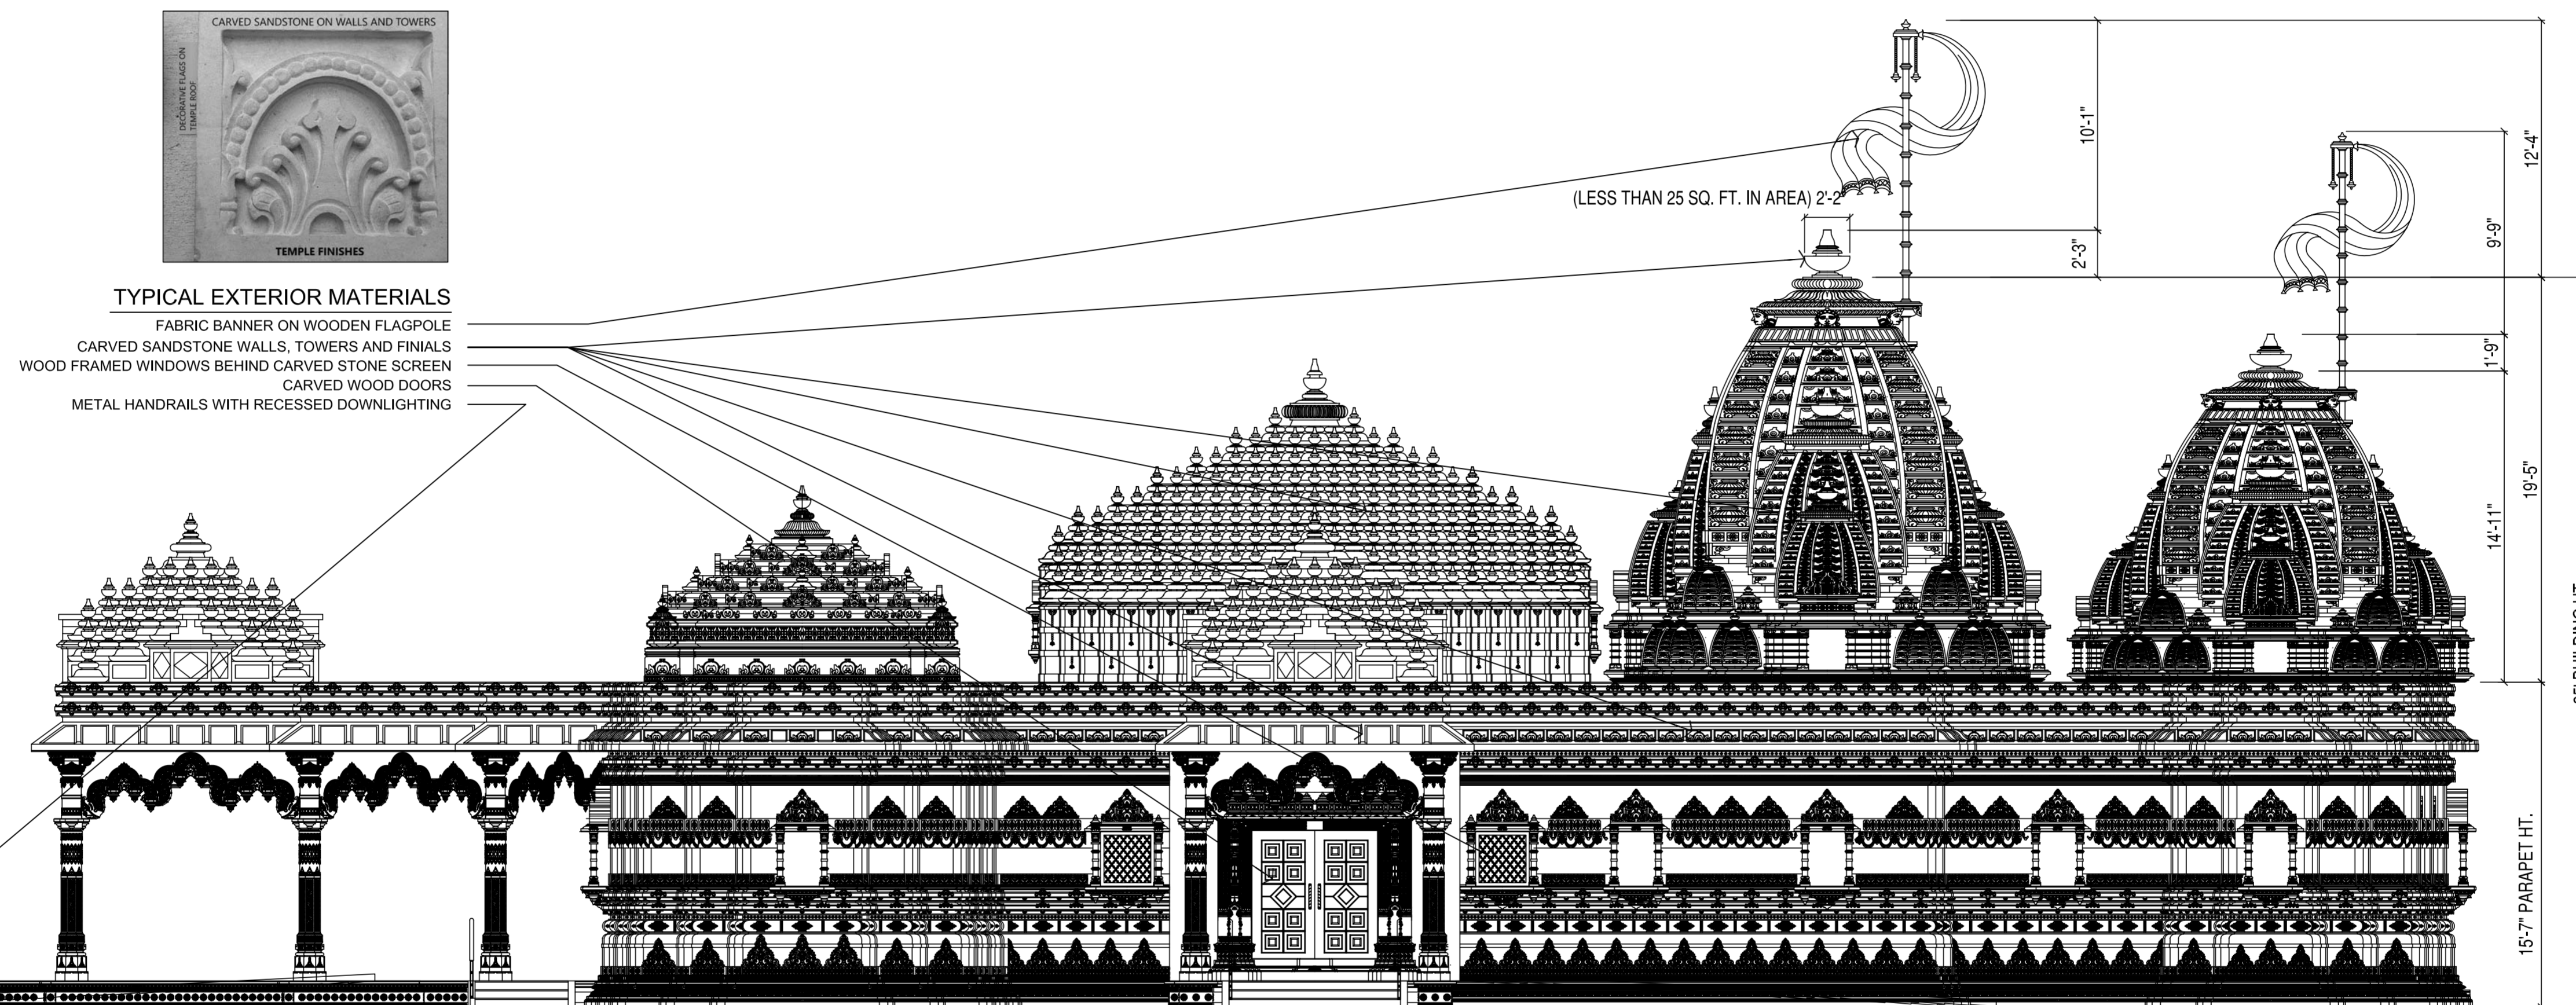 CARVED SANDSTONE ON WALLS AND TOWERS
DECORATIVE FLAGS ON
TEMPLE ROOF
TEMPLE FINISHES
TYPICAL EXTERIOR MATERIALS
FABRIC BANNER ON WOODEN FLAGPOLE
CARVED SANDSTONE WALLS, TOWERS AND FINIALS
WOOD FRAMED WINDOWS BEHIND CARVED STONE SCREEN
CARVED WOOD DOORS
METAL HANDRAILS WITH RECESSED DOWNLIGHTING
(LESS THAN 25 SQ. FT. IN AREA) 2'-2"
10'-1"
2'-3"
12'-4"
9'-9"
1'-9"
14'-11"
19'-5"
15'-7" PARAPET HT.